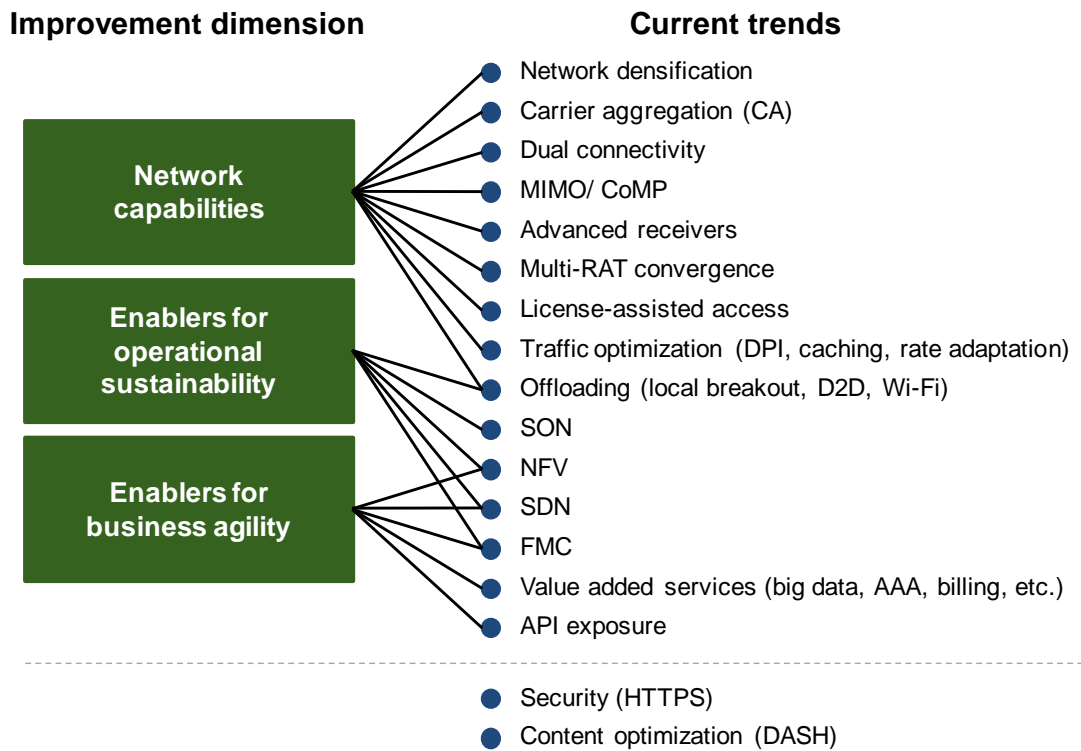 Improvement dimension
Current trends
Network
capabilities
Enablers for
operational
sustainability
Enablers for
business agility
Network densification
Carrier aggregation (CA)
Dual connectivity
MIMO/ CoMP
Advanced receivers
Multi-RAT convergence
License-assisted access
Traffic optimization (DPI, caching, rate adaptation)
Offloading (local breakout, D2D, Wi-Fi)
SON
NFV
SDN
FMC
Value added services (big data, AAA, billing, etc.)
API exposure
Security (HTTPS)
Content optimization (DASH)